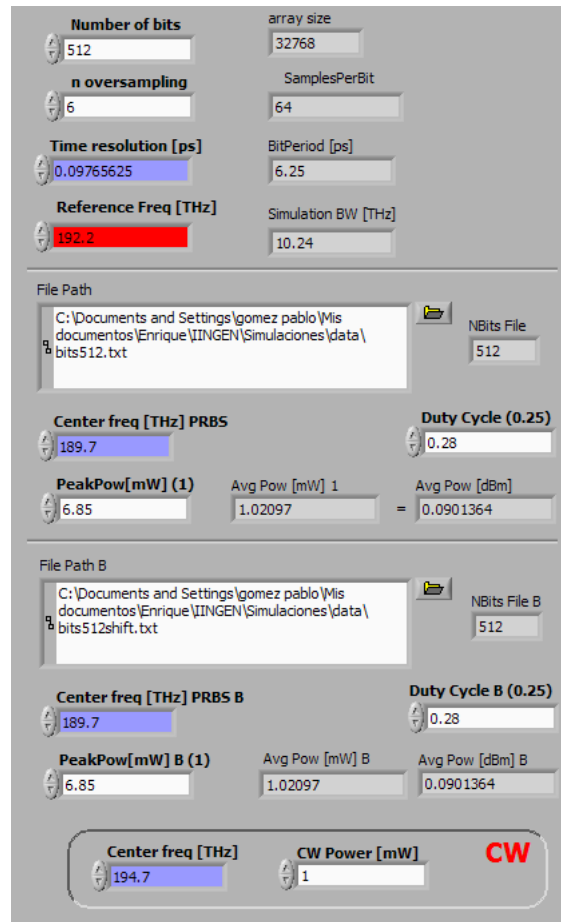 Number of bits
array size
512
32768
n oversampling
SamplesPerBit
6
64
Time resolution [ps]
BitPeriod [ps]
0.09765625
6.25
Reference Freq [THz]
Simulation BW [THz]
192.2
10.24
File Path
C:\Documents and Settings\gomez pablo\Mis
documentos\Enrique\IINGEN\Simulaciones\data\
bits512.txt
NBits File
512
Center freq [THz] PRBS
Duty Cycle (0.25)
189.7
0.28
PeakPow[mW] (1)
Avg Pow [mW] 1
Avg Pow [dBm]
6.85
1.02097
=
0.0901364
File Path B
C:\Documents and Settings\gomez pablo\Mis
documentos\Enrique\IINGEN\Simulaciones\data\
bits512shift.txt
NBits File B
512
Center freq [THz] PRBS B
Duty Cycle B (0.25)
189.7
0.28
PeakPow[mW] B (1)
Avg Pow [mW] B
Avg Pow [dBm] B
6.85
1.02097
0.0901364
Center freq [THz]
CW Power [mW]
CW
194.7
1